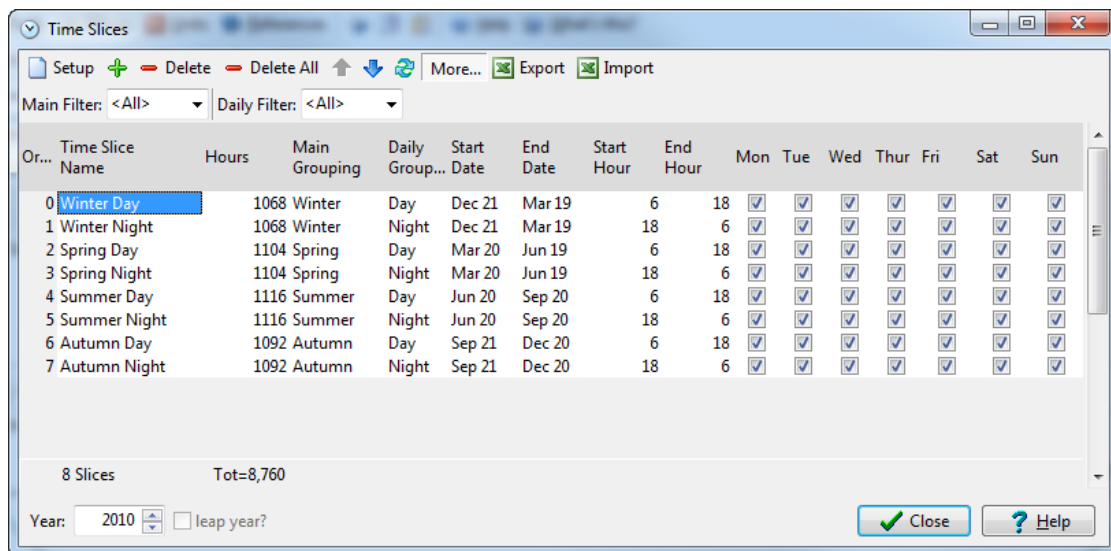 Time Slices
Setup Delete Delete All More... Export Import
Main Filter: <All> Daily Filter: <All>
Or... Time Slice Name Hours Main Grouping Daily Group... Start Date End Date Start Hour End Hour Mon Tue Wed Thur Fri Sat Sun
0 Winter Day 1068 Winter Day Dec 21 Mar 19 6 18
1 Winter Night 1068 Winter Night Dec 21 Mar 19 18 6
2 Spring Day 1104 Spring Day Mar 20 Jun 19 6 18
3 Spring Night 1104 Spring Night Mar 20 Jun 19 18 6
4 Summer Day 1116 Summer Day Jun 20 Sep 20 6 18
5 Summer Night 1116 Summer Night Jun 20 Sep 20 18 6
6 Autumn Day 1092 Autumn Day Sep 21 Dec 20 6 18
7 Autumn Night 1092 Autumn Night Sep 21 Dec 20 18 6
8 Slices Tot=8,760
Year: 2010 leap year? Close Help